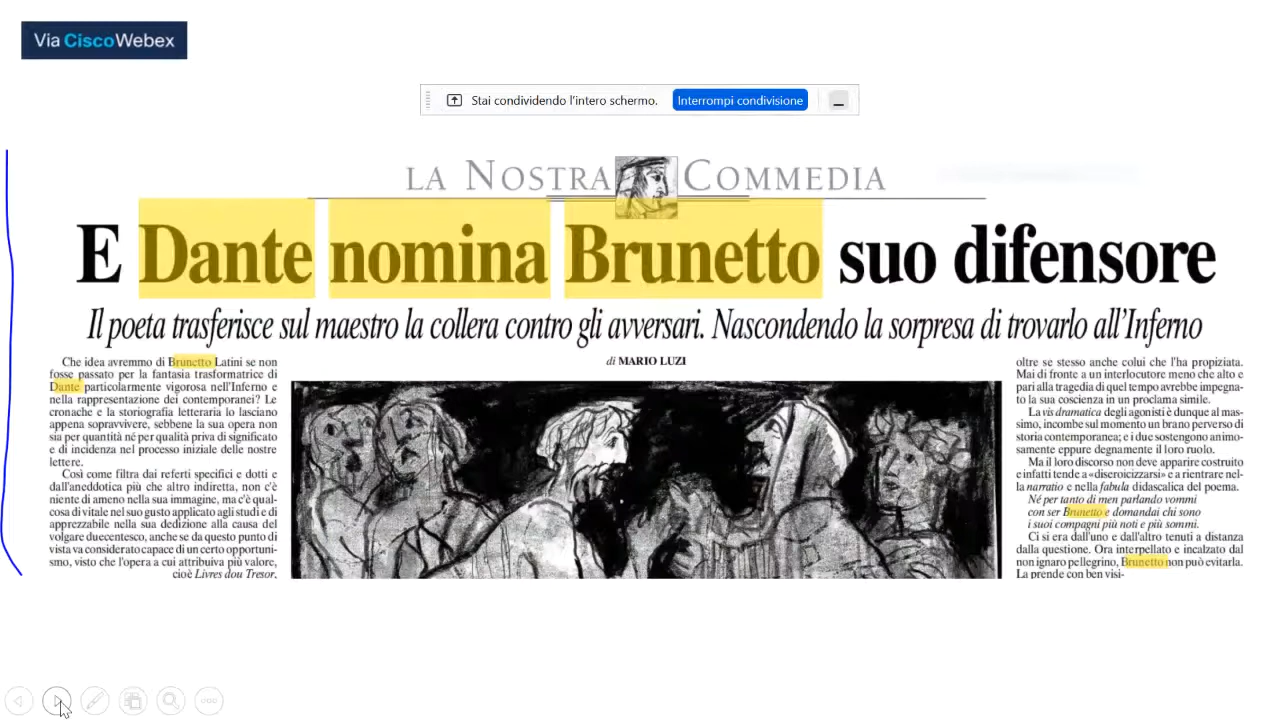 Via CiscoWebex
Stai condividendo l'intero schermo. Interrompi condivisione
LA NOSTRA COMMEDIA
E Dante nomina Brunetto suo difensore
Il poeta trasferisce sul maestro la collera contro gli avversari. Nascondendo la sorpresa di trovarlo all'Inferno
di MARIO LUZI
Che idea avremmo di Brunetto Latini se non
fosse passato per la fantasia trasformatrice di
Dante particolarmente vigorosa nell'Inferno e
nella rappresentazione dei contemporanei? Le
cronache e la storiografia letteraria lo lasciano
appena sopravvivere, sebbene la sua opera non
sia per quantità né per qualità priva di significato
e di incidenza nel processo iniziale delle nostre
lettere.
Così come filtra dai referti specifici e dotti e
dall'aneddotica più che altro indiretta, non c'è
niente di ameno nella sua immagine, ma c'è qual-
cosa di vitale nel suo gusto applicato agli studi e di
apprezzabile nella sua dedizione alla causa del
volgare duecentesco, anche se da questo punto di
vista va considerato capace di un certo opportuni-
smo, visto che l'opera a cui attribuiva più valore,
cioè Livres dou Tresor,
oltre se stesso anche colui che l'ha propiziata.
Mai di fronte a un interlocutore meno che alto e
pari alla tragedia di quel tempo avrebbe impegna-
to la sua coscienza in un proclama simile.
La vis dramatica degli agonisti è dunque al mas-
simo, incombe sul momento un brano perverso di
storia contemporanea; e i due sostengono animo-
samente eppure degnamente il loro ruolo.
Ma il loro discorso non deve apparire costruito
e infatti tende a «diseroicizzarsi» e a rientrare nel-
la narratio e nella fabula didascalica del poema.
Né per tanto di men parlando vommi
con ser Brunetto e domandai chi sono
i suoi compagni più noti e più sommi.
Ci si era dall'uno e dall'altro tenuti a distanza
dalla questione. Ora interpellato e incalzato dal
non ignaro pellegrino, Brunetto non può evitarla.
La prende con ben visi-